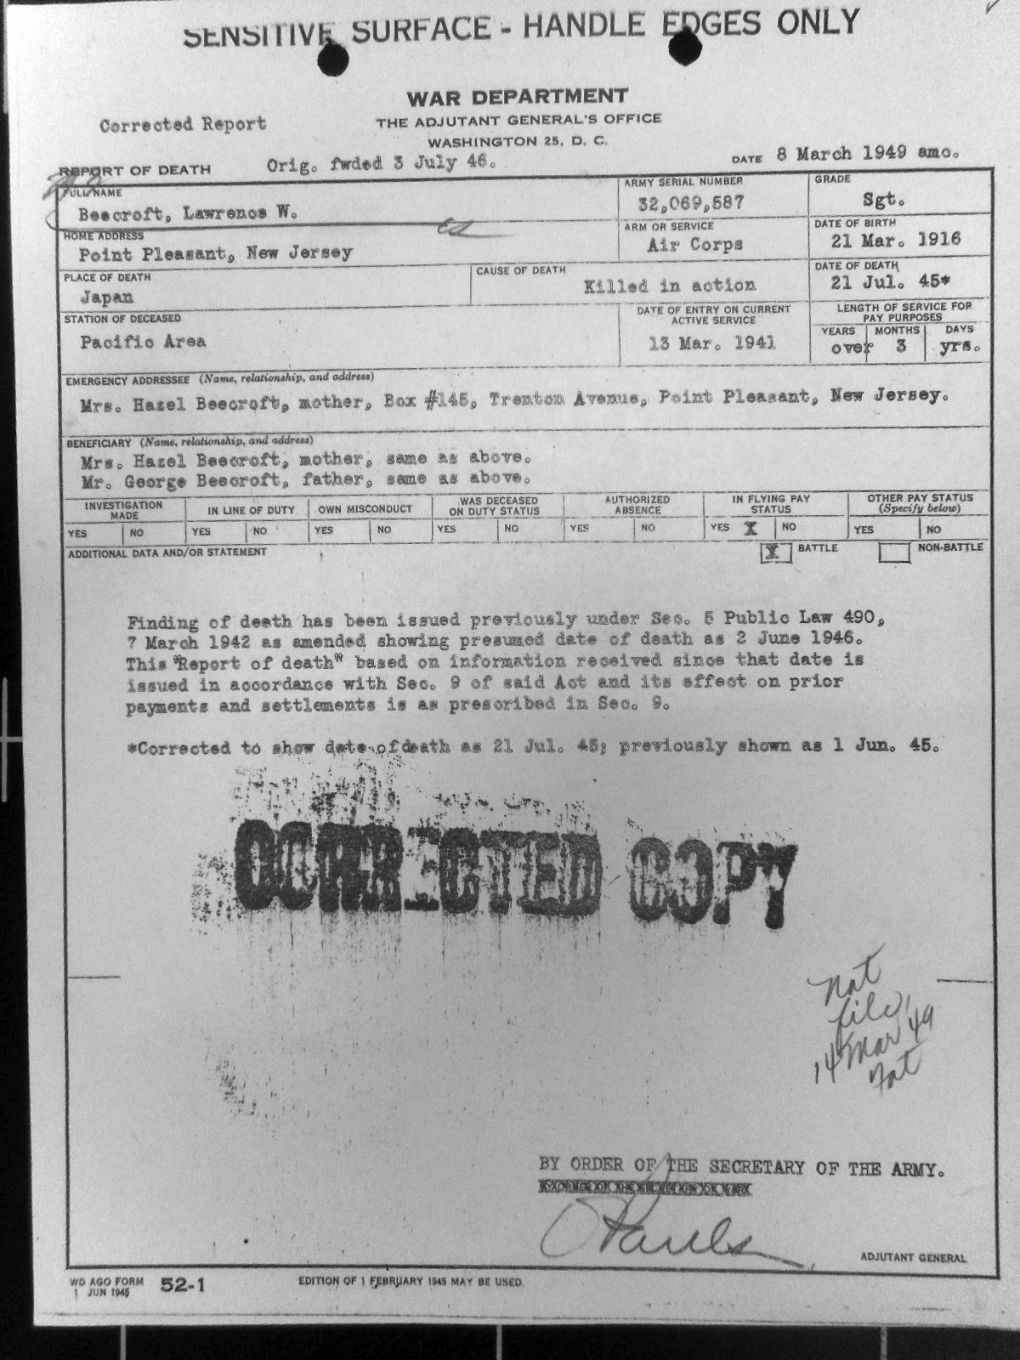 SENSITIVE SURFACE - HANDLE EDGES ONLY
WAR DEPARTMENT
Corrected Report
THE ADJUTANT GENERAL'S OFFICE
WASHINGTON 25, D. C.
REPORT OF DEATH Orig. fwded 3 July 46. DATE 8 March 1949 amo.
FULL NAME ARMY SERIAL NUMBER GRADE
Beecroft, Lawrence W. 32,069,587 Sgt.
HOME ADDRESS ARM OR SERVICE DATE OF BIRTH
Point Pleasant, New Jersey Air Corps 21 Mar. 1916
PLACE OF DEATH CAUSE OF DEATH DATE OF DEATH
Japan Killed in action 21 Jul. 45*
STATION OF DECEASED DATE OF ENTRY ON CURRENT ACTIVE SERVICE LENGTH OF SERVICE FOR PAY PURPOSES
YEARS MONTHS DAYS
Pacific Area 13 Mar. 1941 over 3 yrs.
EMERGENCY ADDRESSEE (Name, relationship, and address)
Mrs. Hazel Beecroft, mother, Box #145, Trenton Avenue, Point Pleasant, New Jersey.
BENEFICIARY (Name, relationship, and address)
Mrs. Hazel Beecroft, mother, same as above.
Mr. George Beecroft, father, same as above.
INVESTIGATION MADE IN LINE OF DUTY OWN MISCONDUCT WAS DECEASED ON DUTY STATUS AUTHORIZED ABSENCE IN FLYING PAY STATUS OTHER PAY STATUS (Specify below)
YES NO YES NO YES NO YES NO YES NO YES X NO YES NO
ADDITIONAL DATA AND/OR STATEMENT X BATTLE NON-BATTLE
Finding of death has been issued previously under Sec. 5 Public Law 490,
7 March 1942 as amended showing presumed date of death as 2 June 1946.
This "Report of death" based on information received since that date is
issued in accordance with Sec. 9 of said Act and its effect on prior
payments and settlements is as prescribed in Sec. 9.
*Corrected to show date of death as 21 Jul. 45; previously shown as 1 Jun. 45.
CORRECTED COPY
Not
file
14 Mar 49
BY ORDER OF THE SECRETARY OF THE ARMY.
ADJUTANT GENERAL
WD AGO FORM 52-1 EDITION OF 1 FEBRUARY 1945 MAY BE USED.
1 JUN 1945